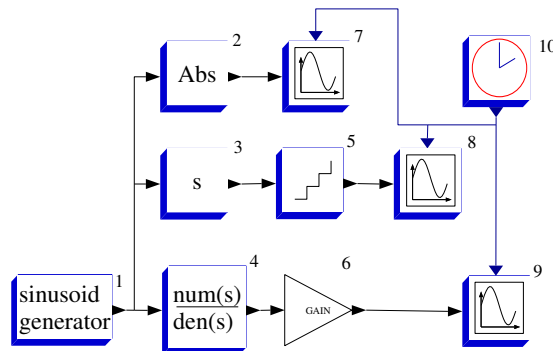 2
7
10
Abs
3
5
8
s
1
4
6
9
sinusoid
generator
num(s)
den(s)
GAIN